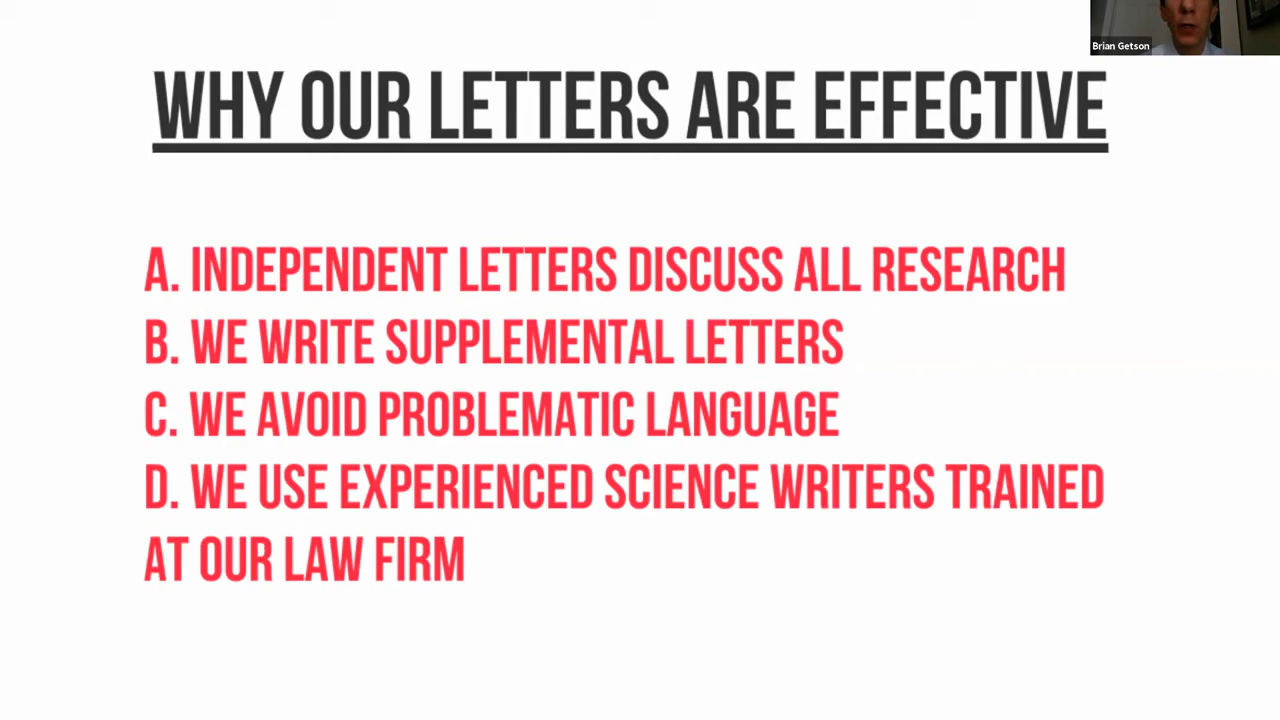 Brian Getson
WHY OUR LETTERS ARE EFFECTIVE
A. INDEPENDENT LETTERS DISCUSS ALL RESEARCH
B. WE WRITE SUPPLEMENTAL LETTERS
C. WE AVOID PROBLEMATIC LANGUAGE
D. WE USE EXPERIENCED SCIENCE WRITERS TRAINED
AT OUR LAW FIRM